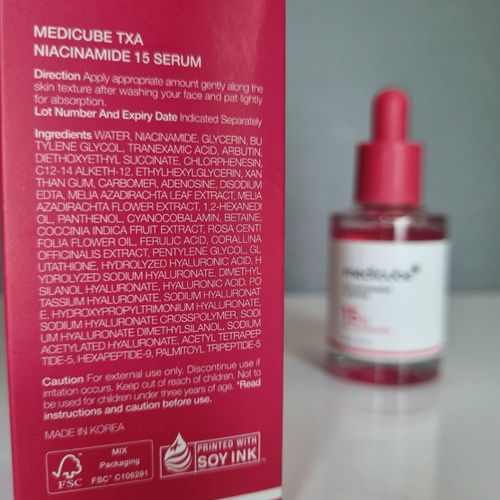 MEDICUBE TXA
NIACINAMIDE 15 SERUM
Direction Apply appropriate amount gently along the
skin texture after washing your face and pat lightly
for absorption.
Lot Number And Expiry Date Indicated Separately
Ingredients WATER, NIACINAMIDE, GLYCERIN, BU
TYLENE GLYCOL, TRANEXAMIC ACID, ARBUTIN,
DIETHOXYETHYL SUCCINATE, CHLORPHENESIN,
C12-14 ALKETH-12, ETHYLHEXYLGLYCERIN, XAN
THAN GUM, CARBOMER, ADENOSINE, DISODIUM
EDTA, MELIA AZADIRACHTA LEAF EXTRACT, MELIA
AZADIRACHTA FLOWER EXTRACT, 1,2-HEXANEDI
OL, PANTHENOL, CYANOCOBALAMIN, BETAINE,
COCCINIA INDICA FRUIT EXTRACT, ROSA CENTI
FOLIA FLOWER OIL, FERULIC ACID, CORALLINA
OFFICINALIS EXTRACT, PENTYLENE GLYCOL, GL
UTATHIONE, HYDROLYZED HYALURONIC ACID, H
YDROLYZED SODIUM HYALURONATE, DIMETHYL
SILANOL HYALURONATE, HYALURONIC ACID, PO
TASSIUM HYALURONATE, SODIUM HYALURONAT
E, HYDROXYPROPYLTRIMONIUM HYALURONATE,
SODIUM HYALURONATE CROSSPOLYMER, SODI
UM HYALURONATE DIMETHYLSILANOL, SODIUM
ACETYLATED HYALURONATE, ACETYL TETRAPEP
TIDE-5, HEXAPEPTIDE-9, PALMITOYL TRIPEPTIDE-5
Caution For external use only. Discontinue use if
irritation occurs. Keep out of reach of children. Not to
be used for children under three years of age. *Read
instructions and caution before use.
MADE IN KOREA
FSC
MIX
Packaging
FSC® C106291
PRINTED WITH
SOY INK
medicube
15